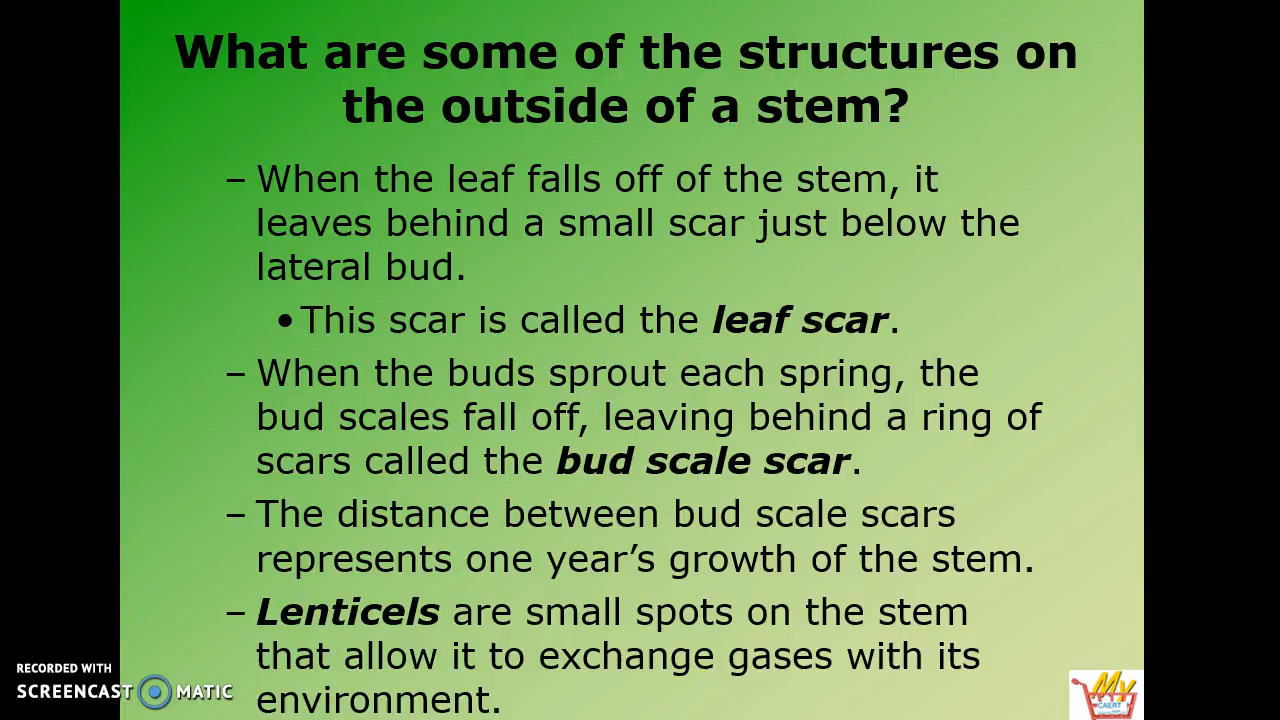 What are some of the structures on
the outside of a stem?
– When the leaf falls off of the stem, it
leaves behind a small scar just below the
lateral bud.
• This scar is called the leaf scar.
– When the buds sprout each spring, the
bud scales fall off, leaving behind a ring of
scars called the bud scale scar.
– The distance between bud scale scars
represents one year’s growth of the stem.
– Lenticels are small spots on the stem
that allow it to exchange gases with its
environment.
RECORDED WITH
SCREENCAST MATIC
My
CAERT